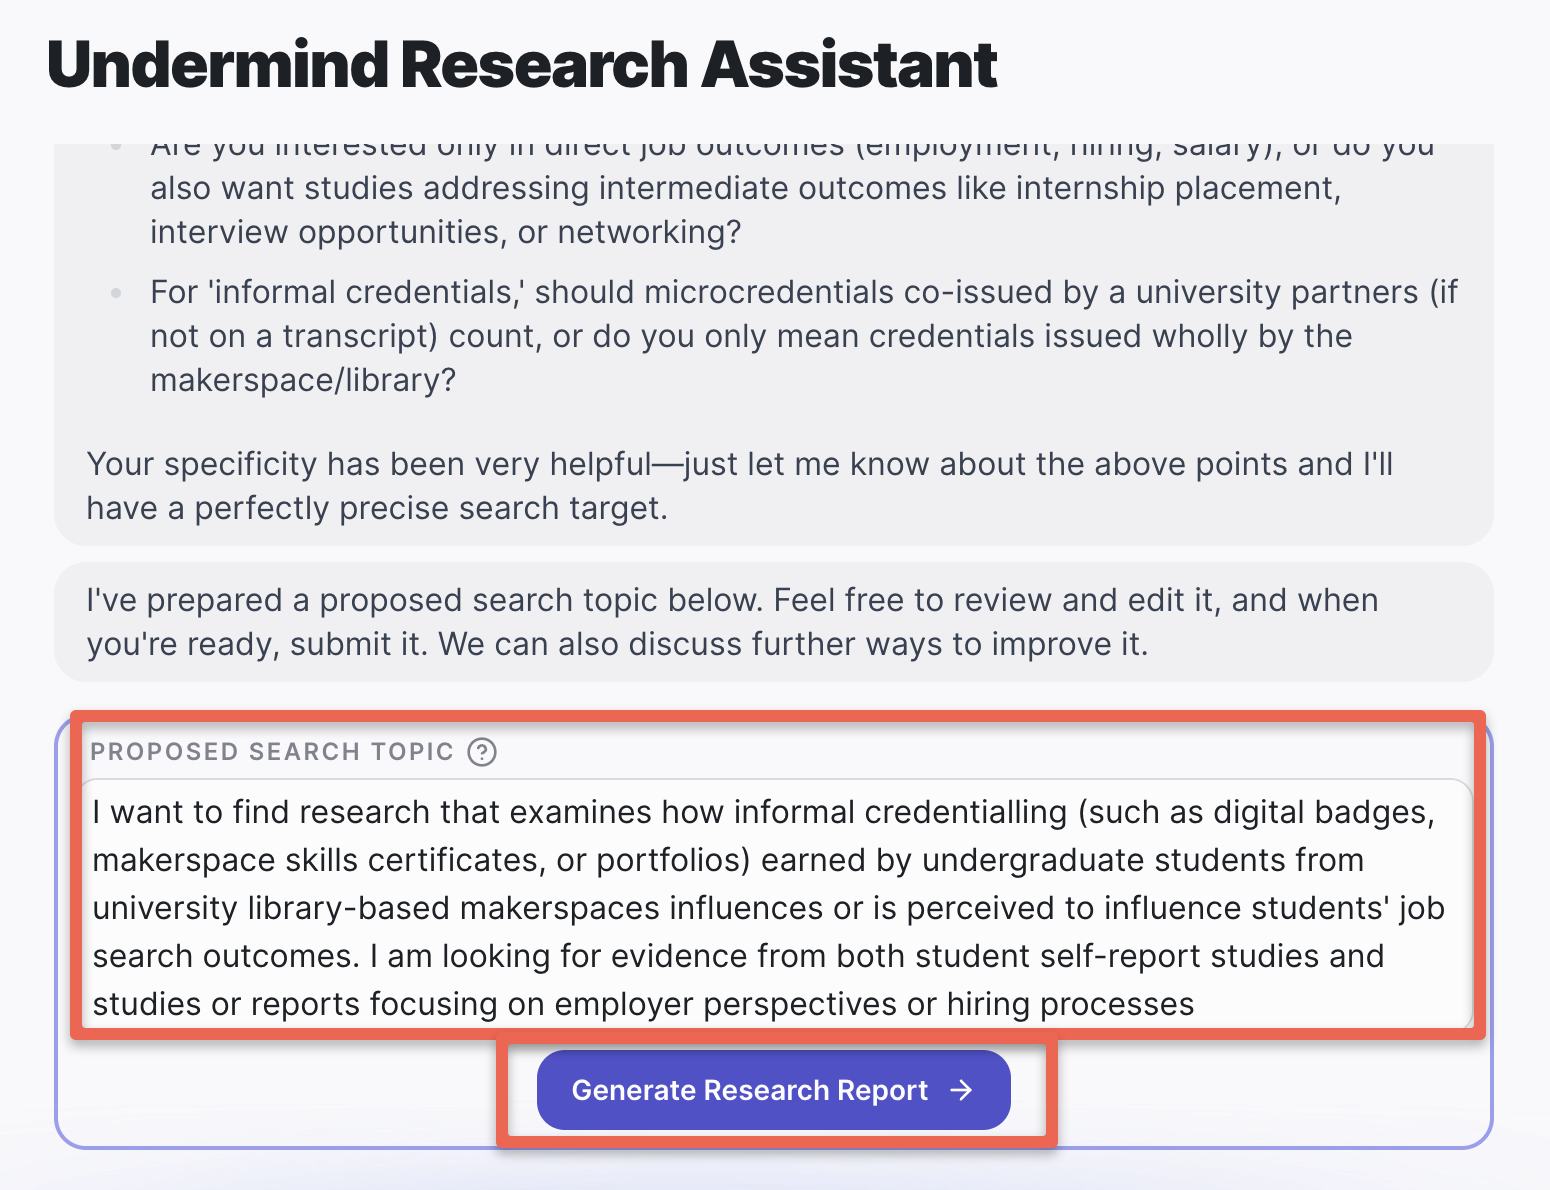 Undermind Research Assistant
Are you interested only in direct job outcomes (employment, hiring, salary), or do you
also want studies addressing intermediate outcomes like internship placement,
interview opportunities, or networking?
For 'informal credentials,' should microcredentials co-issued by a university partners (if
not on a transcript) count, or do you only mean credentials issued wholly by the
makerspace/library?
Your specificity has been very helpful—just let me know about the above points and I'll
have a perfectly precise search target.
I've prepared a proposed search topic below. Feel free to review and edit it, and when
you're ready, submit it. We can also discuss further ways to improve it.
PROPOSED SEARCH TOPIC ?
I want to find research that examines how informal credentialling (such as digital badges,
makerspace skills certificates, or portfolios) earned by undergraduate students from
university library-based makerspaces influences or is perceived to influence students' job
search outcomes. I am looking for evidence from both student self-report studies and
studies or reports focusing on employer perspectives or hiring processes
Generate Research Report →